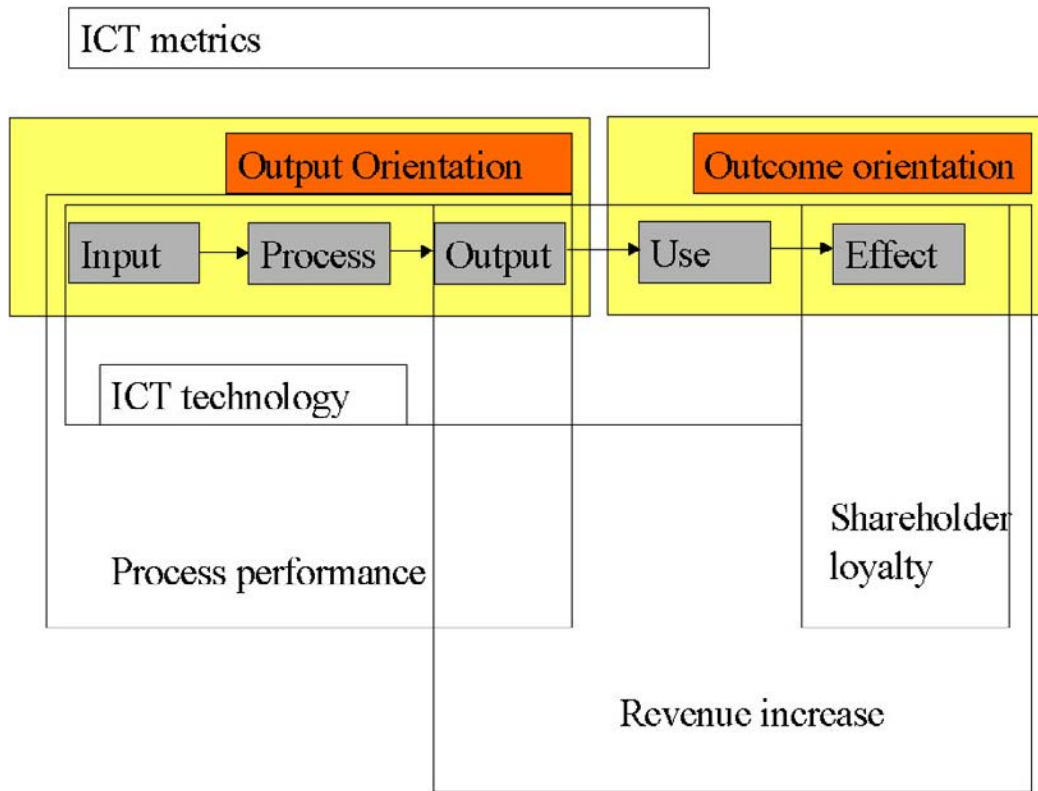 ICT metrics
Output Orientation
Outcome orientation
Input
Process
Output
Use
Effect
ICT technology
Process performance
Shareholder
loyalty
Revenue increase